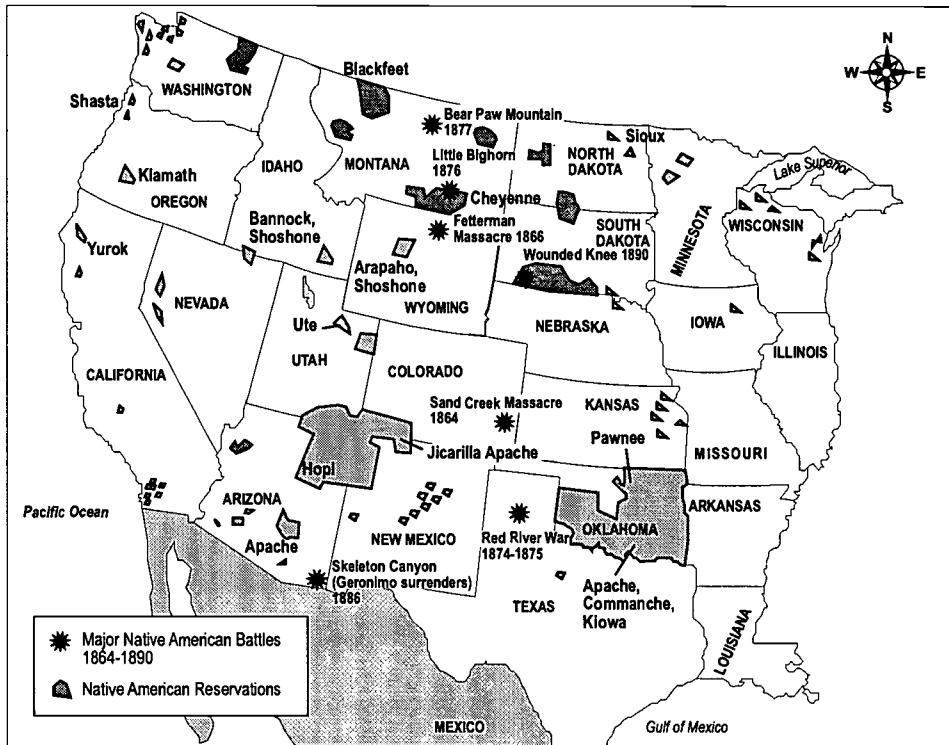 N
W E
S
Blackfeet
WASHINGTON
Shasta
Bear Paw Mountain
1877
Sioux
IDAHO
MONTANA
NORTH
DAKOTA
Little Bighorn
1876
Lake Superior
Klamath
OREGON
Cheyenne
Bannock,
Shoshone
Fetterman
Massacre 1866
SOUTH
DAKOTA
MINNESOTA
WISCONSIN
Yurok
Wounded Knee 1890
Arapaho,
Shoshone
WYOMING
NEVADA
NEBRASKA
IOWA
Ute
UTAH
ILLINOIS
COLORADO
CALIFORNIA
Sand Creek Massacre
1864
KANSAS
Pawnee
Jicarilla Apache
MISSOURI
Hopi
ARIZONA
Pacific Ocean
NEW MEXICO
OKLAHOMA
ARKANSAS
Red River War
1874-1875
Apache
Skeleton Canyon
(Geronimo surrenders)
1886
TEXAS
Apache,
Commanche,
Kiowa
LOUISIANA
Major Native American Battles
1864-1890
Native American Reservations
MEXICO
Gulf of Mexico